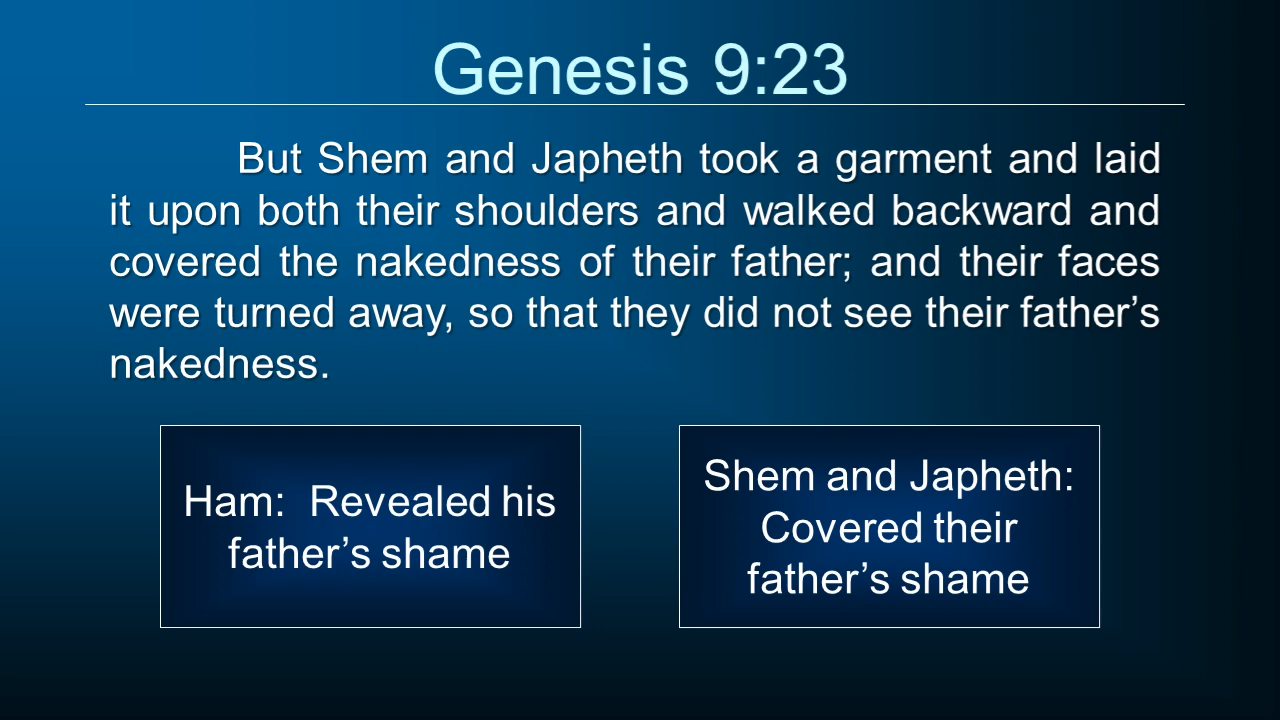 Genesis 9:23
But Shem and Japheth took a garment and laid
it upon both their shoulders and walked backward and
covered the nakedness of their father; and their faces
were turned away, so that they did not see their father’s
nakedness.
Ham:  Revealed his
father’s shame
Shem and Japheth:
Covered their
father’s shame